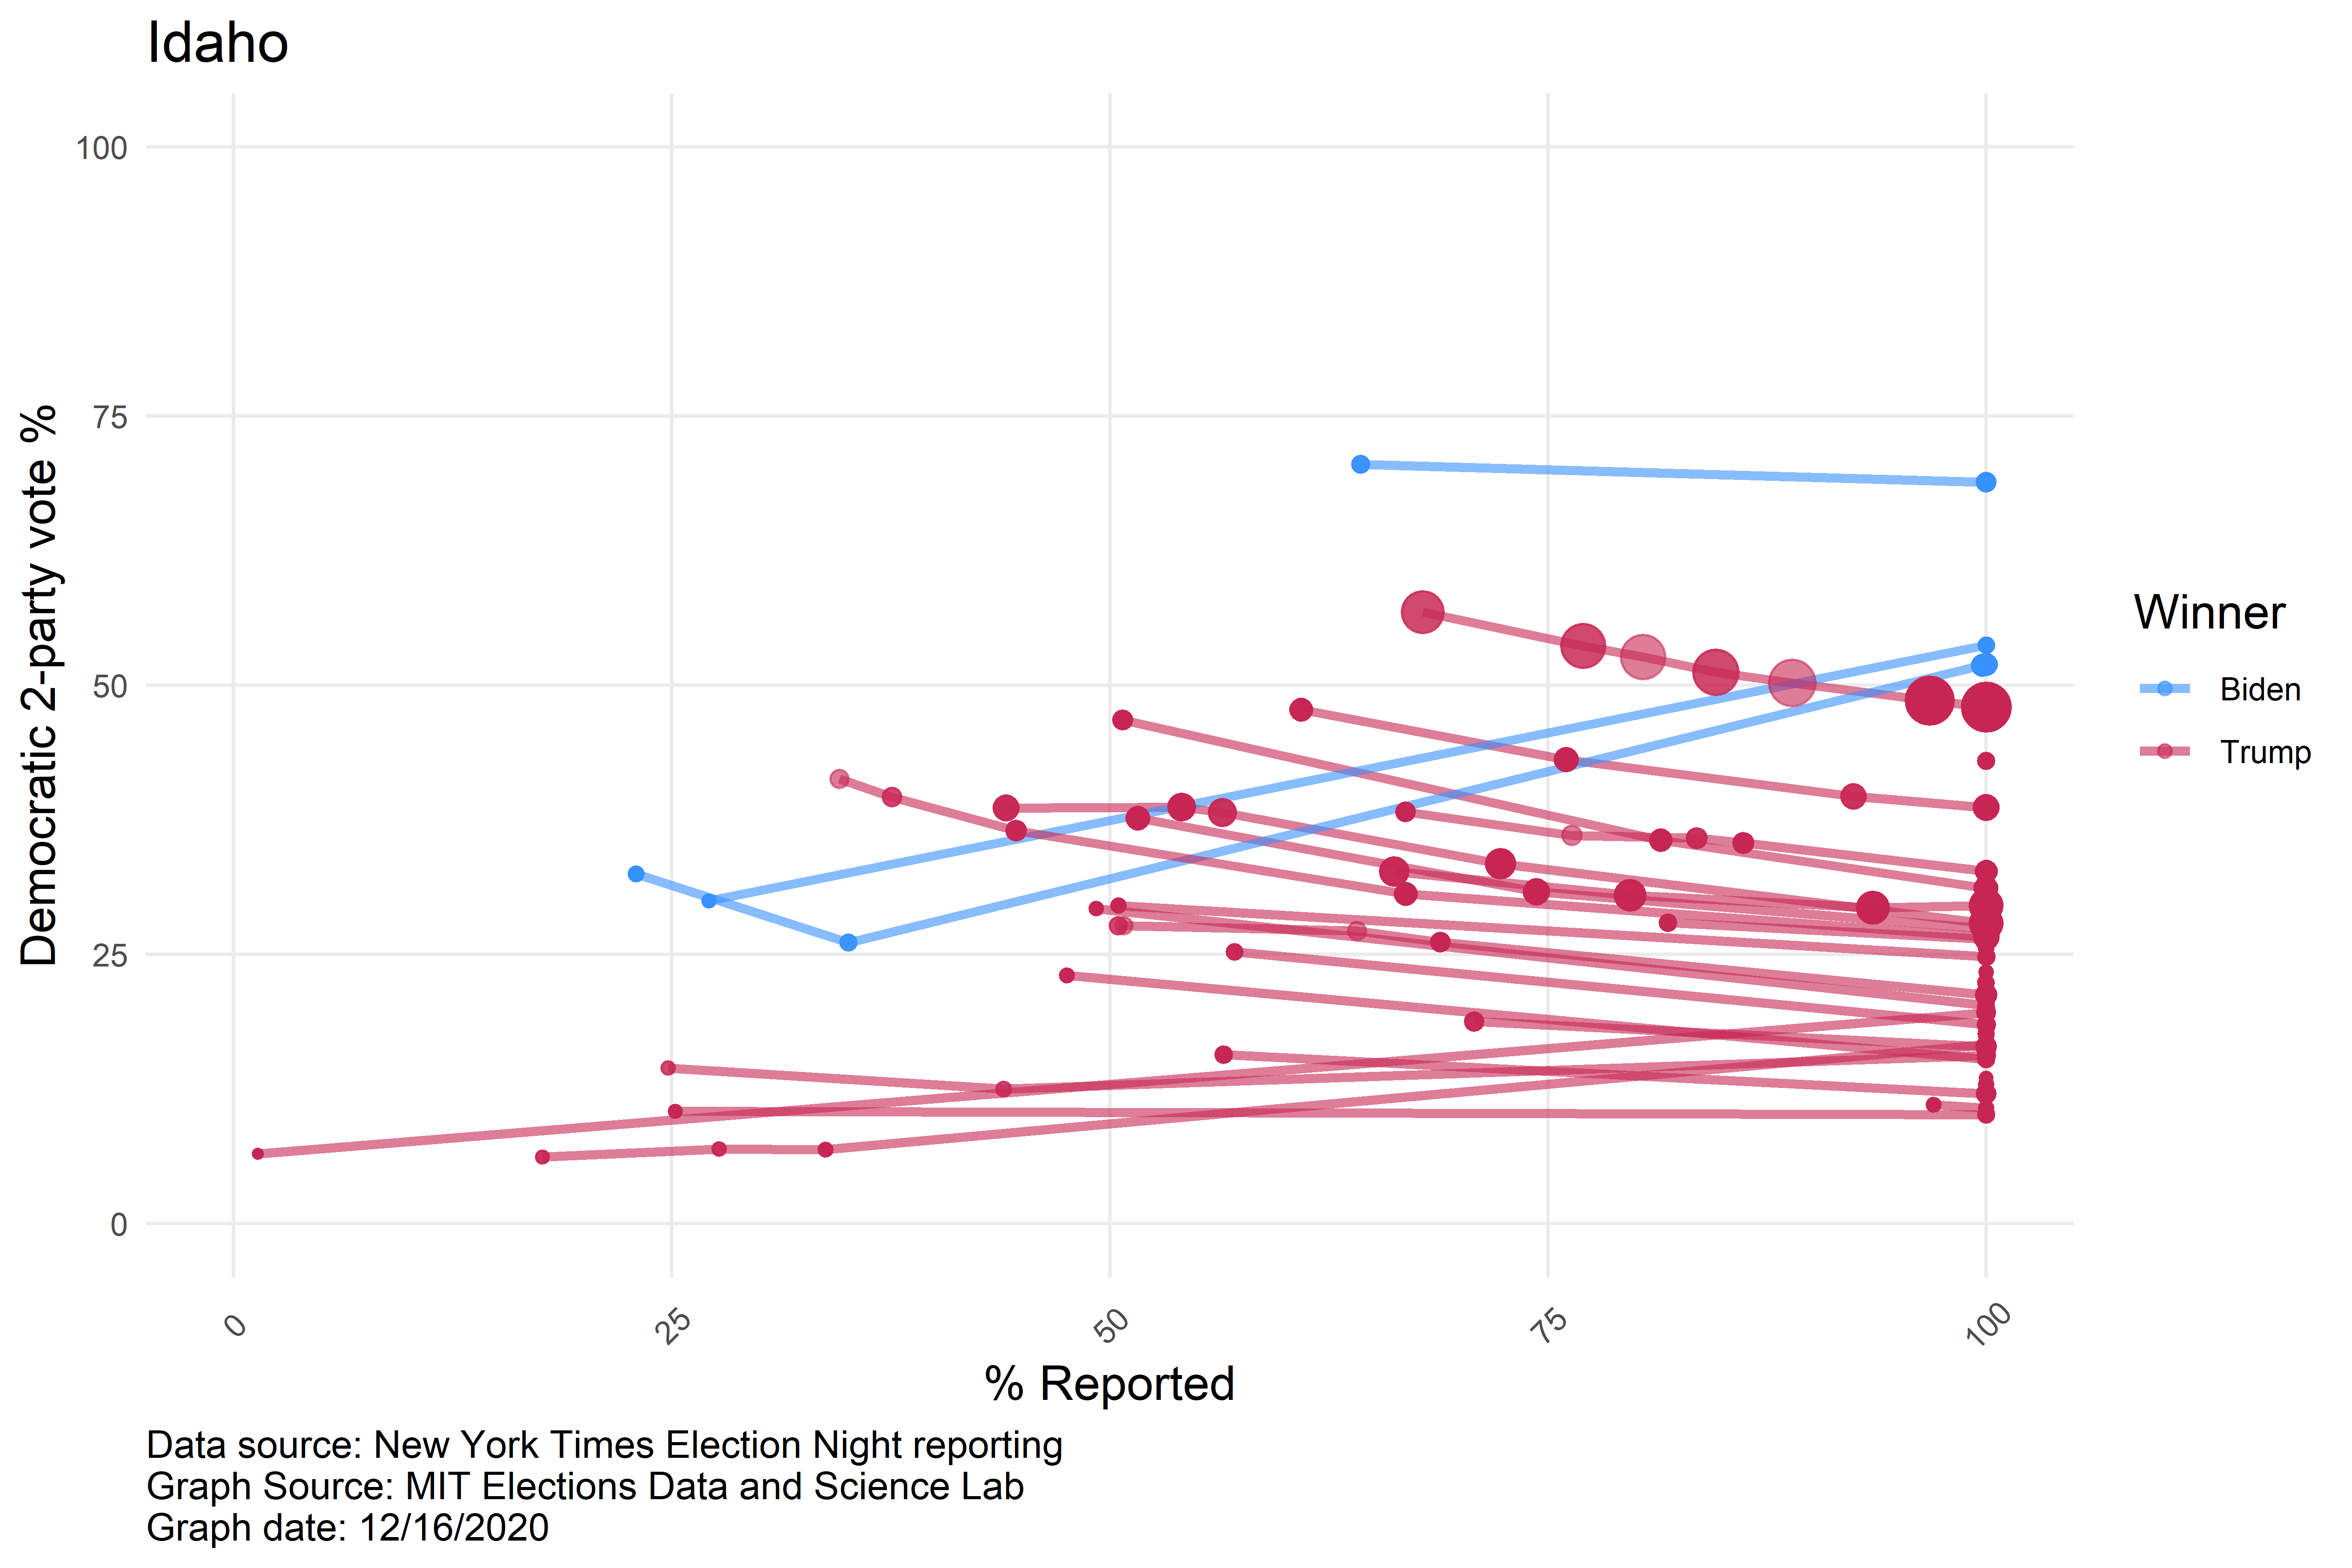 Idaho
100
75
50
25
0
Democratic 2-party vote %
0
25
50
75
100
% Reported
Winner
Biden
Trump
Data source: New York Times Election Night reporting
Graph Source: MIT Elections Data and Science Lab
Graph date: 12/16/2020